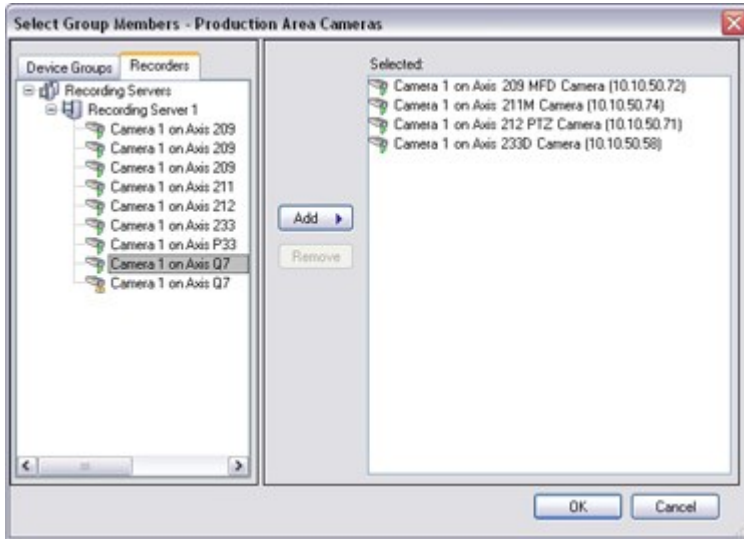 Select Group Members - Production Area Cameras
Device Groups
Recorders
Recording Servers
Recording Server 1
Camera 1 on Axis 209
Camera 1 on Axis 209
Camera 1 on Axis 209
Camera 1 on Axis 211
Camera 1 on Axis 212
Camera 1 on Axis 233
Camera 1 on Axis P33
Camera 1 on Axis Q7
Camera 1 on Axis Q7
Add
Remove
Selected:
Camera 1 on Axis 209 MFD Camera (10.10.50.72)
Camera 1 on Axis 211M Camera (10.10.50.74)
Camera 1 on Axis 212 PTZ Camera (10.10.50.71)
Camera 1 on Axis 233D Camera (10.10.50.58)
OK
Cancel